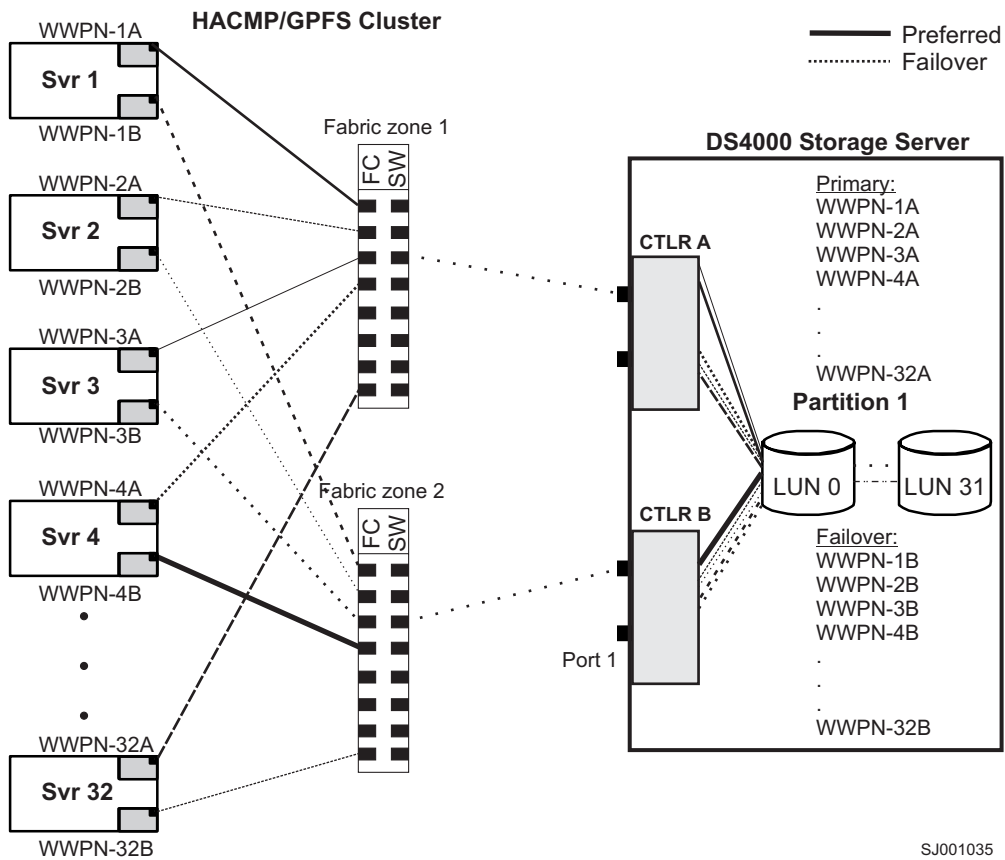 HACMP/GPFS Cluster
Preferred
Failover
WWPN-1A
Svr 1
WWPN-1B
WWPN-2A
Svr 2
WWPN-2B
WWPN-3A
Svr 3
WWPN-3B
WWPN-4A
Svr 4
WWPN-4B
WWPN-32A
Svr 32
WWPN-32B
Fabric zone 1
FC
SW
Fabric zone 2
FC
SW
DS4000 Storage Server
CTLR A
CTLR B
Port 1
Primary:
WWPN-1A
WWPN-2A
WWPN-3A
WWPN-4A
.
.
.
WWPN-32A
Partition 1
LUN 0
LUN 31
Failover:
WWPN-1B
WWPN-2B
WWPN-3B
WWPN-4B
.
.
.
WWPN-32B
SJ001035